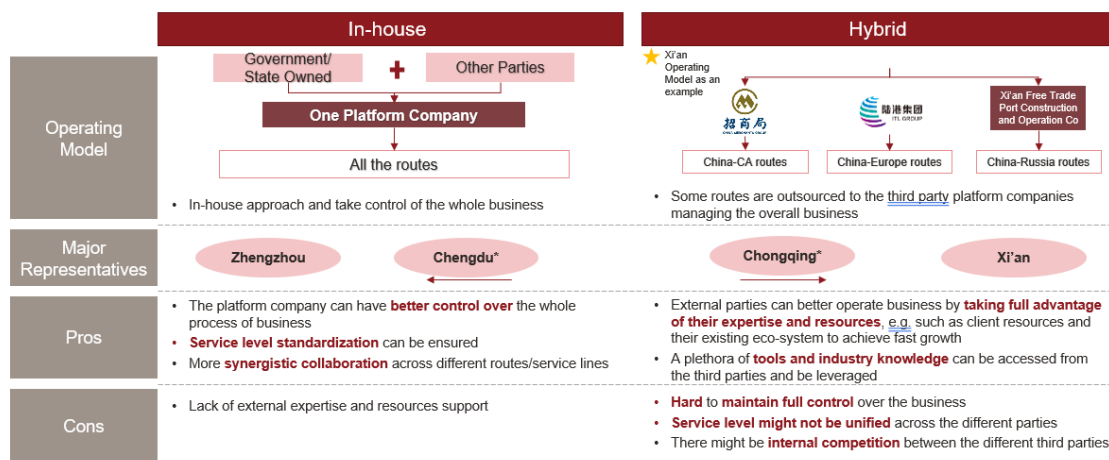 In-house
Hybrid
Operating
Model
Government/
State Owned
Other Parties
One Platform Company
All the routes
• In-house approach and take control of the whole business
Xi'an
Operating
Model as an
example
招商局
陆港集团
ITL GROUP
Xi'an Free Trade
Port Construction
and Operation Co
China-CA routes
China-Europe routes
China-Russia routes
• Some routes are outsourced to the third party platform companies
managing the overall business
Major
Representatives
Zhengzhou
Chengdu*
Chongqing*
Xi'an
Pros
• The platform company can have better control over the whole
process of business
• Service level standardization can be ensured
• More synergistic collaboration across different routes/service lines
• External parties can better operate business by taking full advantage
of their expertise and resources, e.g. such as client resources and
their existing eco-system to achieve fast growth
• A plethora of tools and industry knowledge can be accessed from
the third parties and be leveraged
Cons
• Lack of external expertise and resources support
• Hard to maintain full control over the business
• Service level might not be unified across the different parties
• There might be internal competition between the different third parties